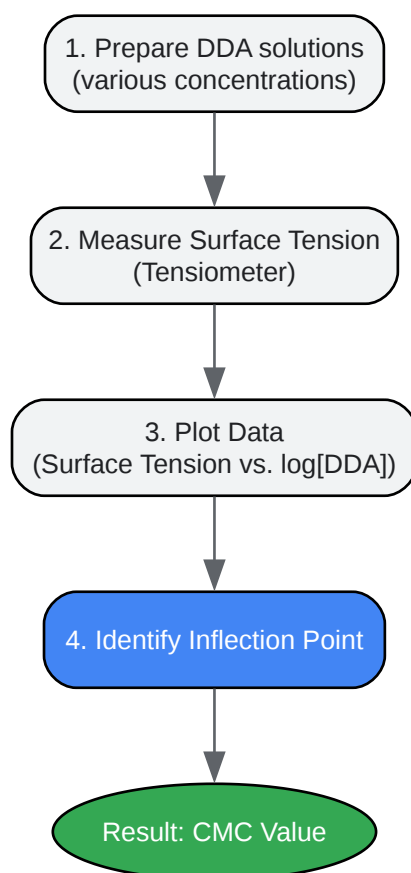 1. Prepare DDA solutions
(various concentrations)
2. Measure Surface Tension
(Tensiometer)
3. Plot Data
(Surface Tension vs. log[DDA])
4. Identify Inflection Point
Result: CMC Value